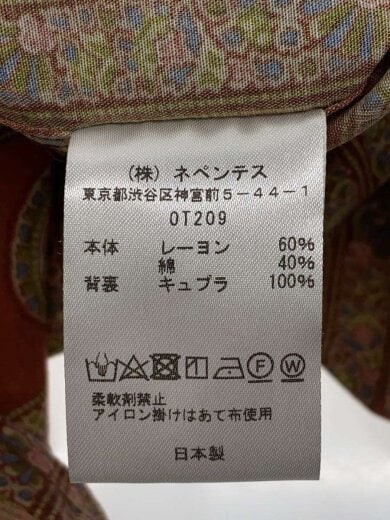 (株) ネペンテス
東京都渋谷区神宮前5-44-1
OT209
本体 レーヨン 60%
綿 40%
背裏 キュプラ 100%
F W
柔軟剤禁止
アイロン掛けはあて布使用
日本製